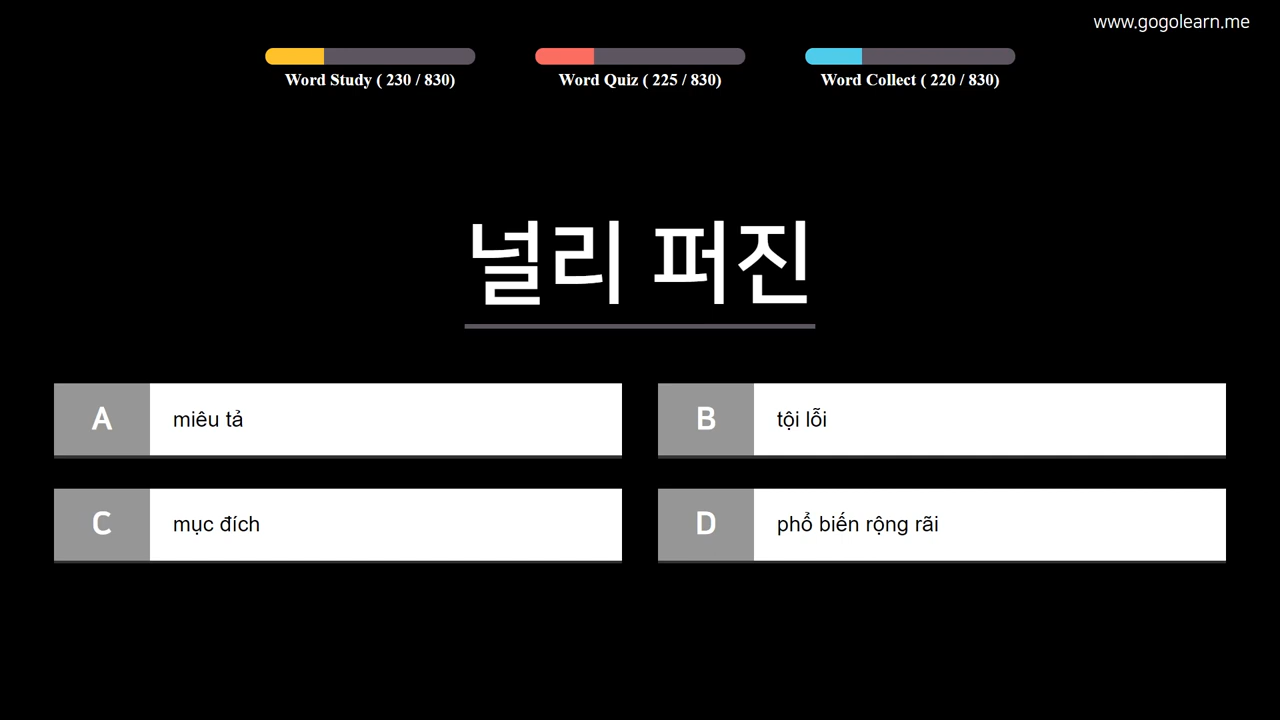 www.gogolearn.me
Word Study ( 230 / 830)
Word Quiz ( 225 / 830)
Word Collect ( 220 / 830)
널리 퍼진
A miêu tả
B tội lỗi
C mục đích
D phổ biến rộng rãi